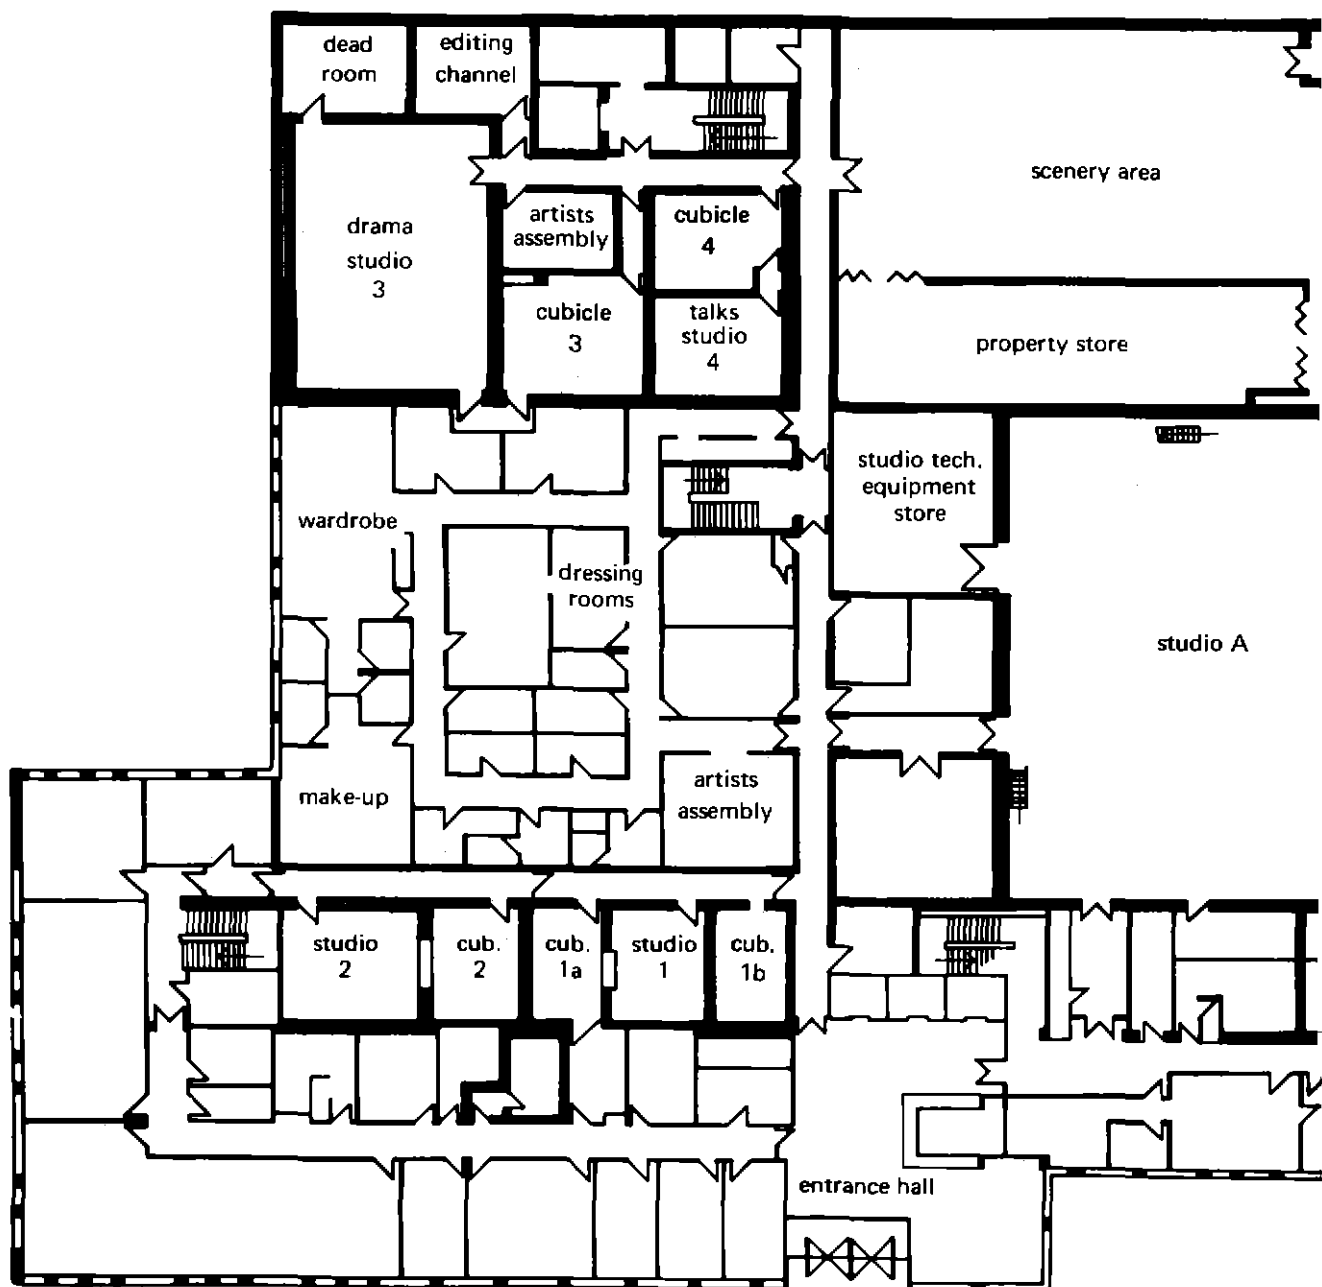 dead
room
editing
channel
scenery area
drama
studio
3
artists
assembly
cubicle
4
cubicle
3
talks
studio
4
property store
studio tech.
equipment
store
wardrobe
dressing
rooms
studio A
make-up
artists
assembly
studio
2
cub.
2
cub.
1a
studio
1
cub.
1b
entrance hall